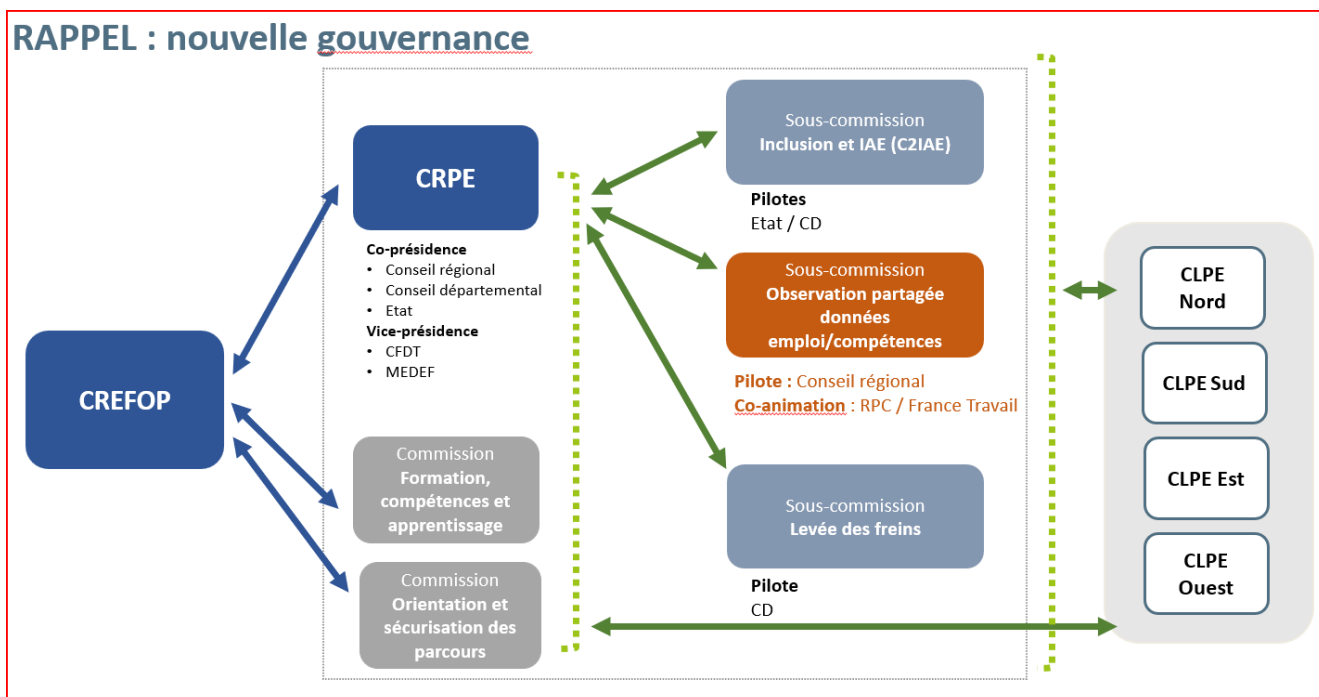 RAPPEL : nouvelle gouvernance
CREFOP
CRPE
Co-présidence
• Conseil régional
• Conseil départemental
• Etat
Vice-présidence
• CFDT
• MEDEF
Commission
Formation,
compétences et
apprentissage
Commission
Orientation et
sécurisation des
parcours
Sous-commission
Inclusion et IAE (C2IAE)
Pilotes
Etat / CD
Sous-commission
Observation partagée
données
emploi/compétences
Pilote : Conseil régional
Co-animation : RPC / France Travail
Sous-commission
Levée des freins
Pilote
CD
CLPE
Nord
CLPE Sud
CLPE Est
CLPE
Ouest